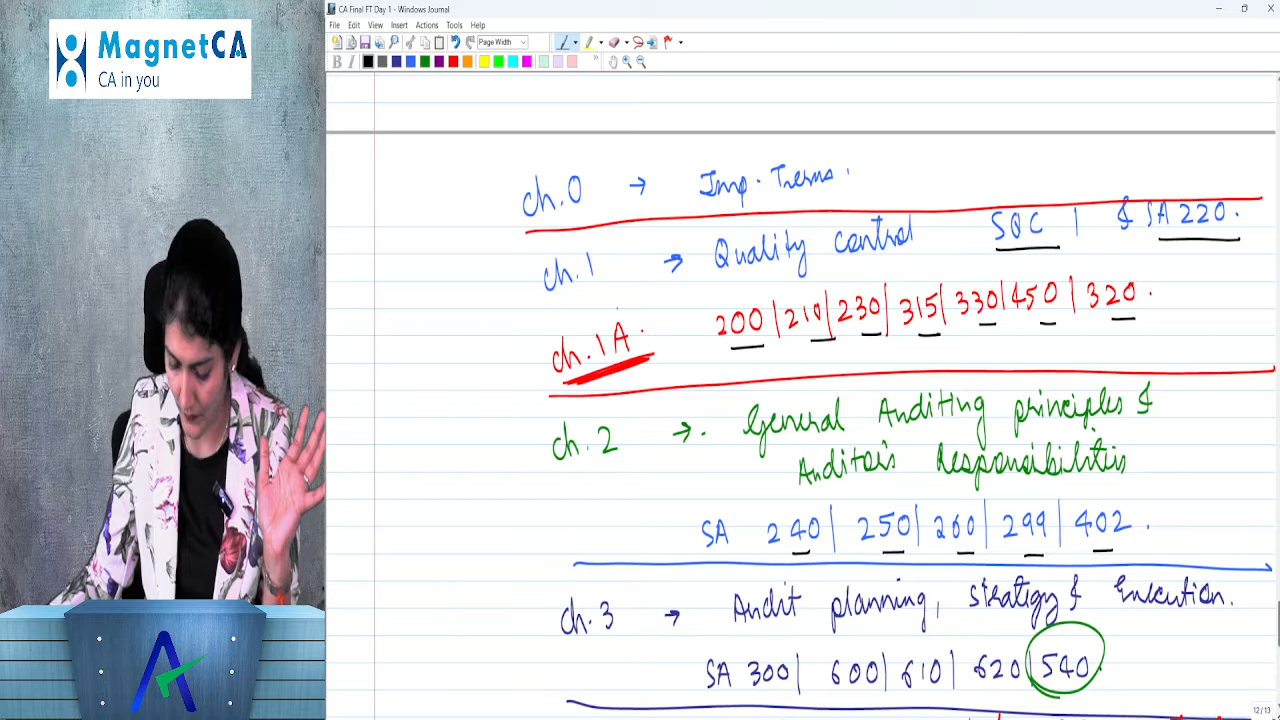 CA Final FT Day 1 - Windows Journal
File Edit View Insert Actions Tools Help
Page Width
B I
MagnetCA
CA in you
ch.0 → Imp. Terms.
ch.1 → Quality control SQC 1 & SA 220.
ch.1A. 200 | 210 | 230 | 315 | 330 | 450 | 320.
ch.2 →. General Auditing principles &
Auditor's Responsibilities
SA 240 | 250 | 260 | 299 | 402.
ch.3 → Audit planning, strategy & Execution.
SA 300 | 600 | 610 | 620 | 540.
12 / 13